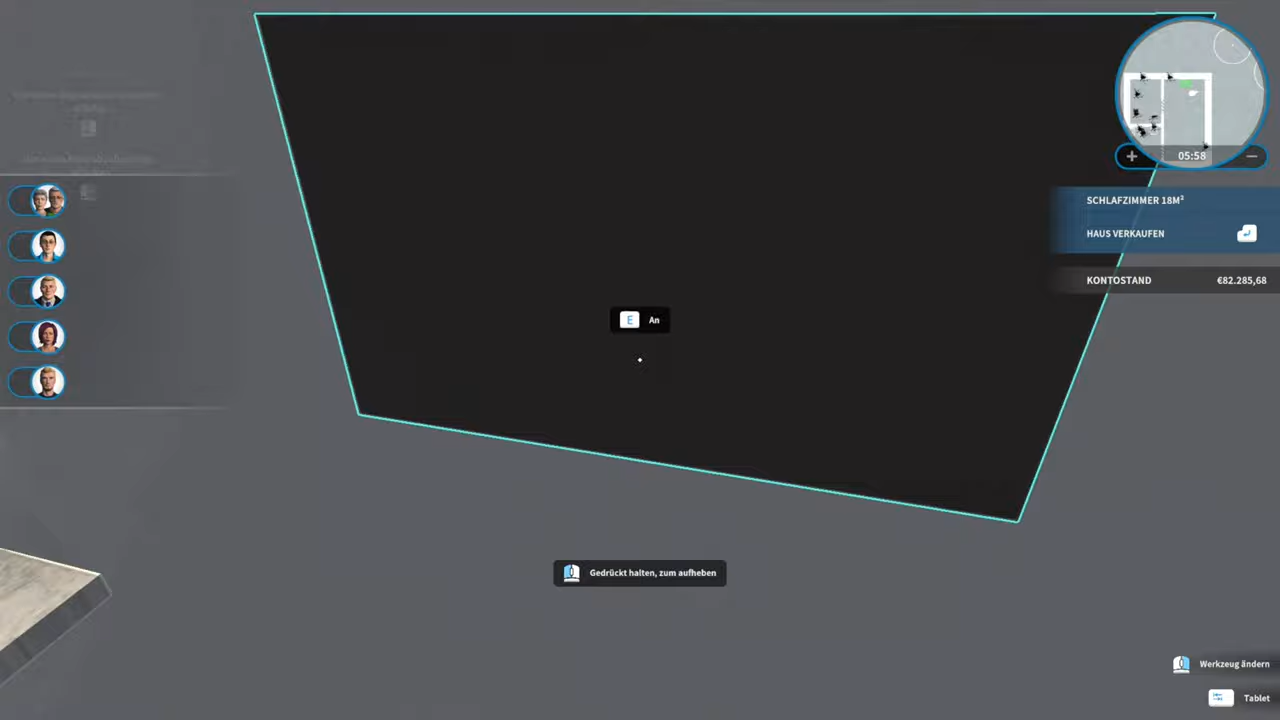 05:58
SCHLAFZIMMER 18M²
HAUS VERKAUFEN
KONTOSTAND €82.285,68
E An
Gedrückt halten, zum aufheben
Werkzeug ändern
Tablet